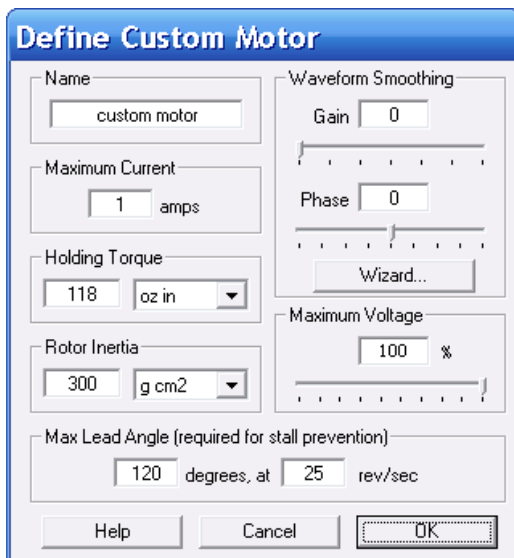 Define Custom Motor
Name
custom motor
Maximum Current
1 amps
Holding Torque
118 oz in
Rotor Inertia
300 g cm2
Waveform Smoothing
Gain 0
Phase 0
Wizard...
Maximum Voltage
100 %
Max Lead Angle (required for stall prevention)
120 degrees, at 25 rev/sec
Help Cancel OK